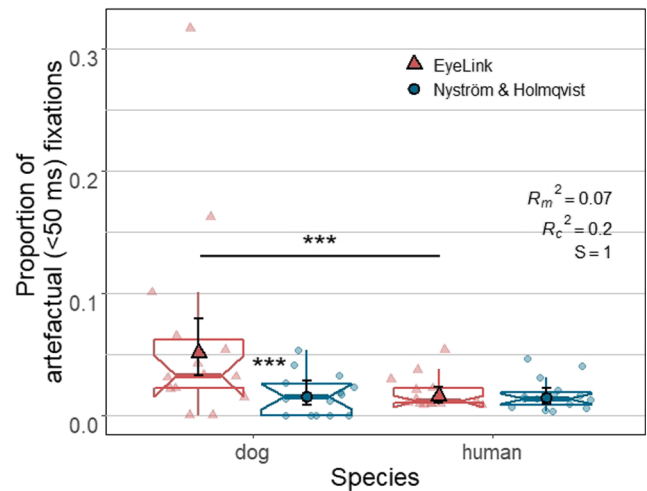 Proportion of
artefactual (<50 ms) fixations
0.3
0.2
0.1
0.0
EyeLink
Nyström & Holmqvist
Rm² = 0.07
Rc² = 0.2
S = 1
***
***
dog human
Species